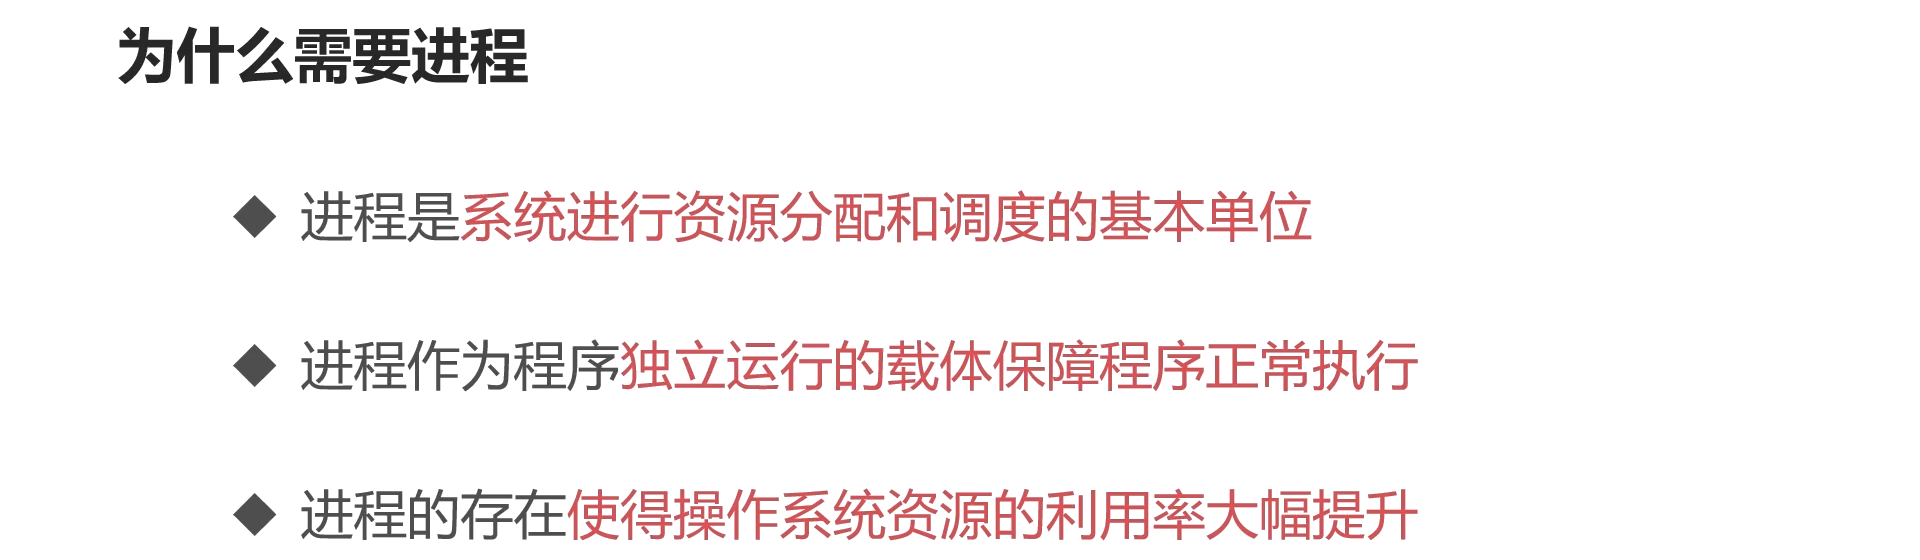 为什么需要进程
◆ 进程是系统进行资源分配和调度的基本单位
◆ 进程作为程序独立运行的载体保障程序正常执行
◆ 进程的存在使得操作系统资源的利用率大幅提升